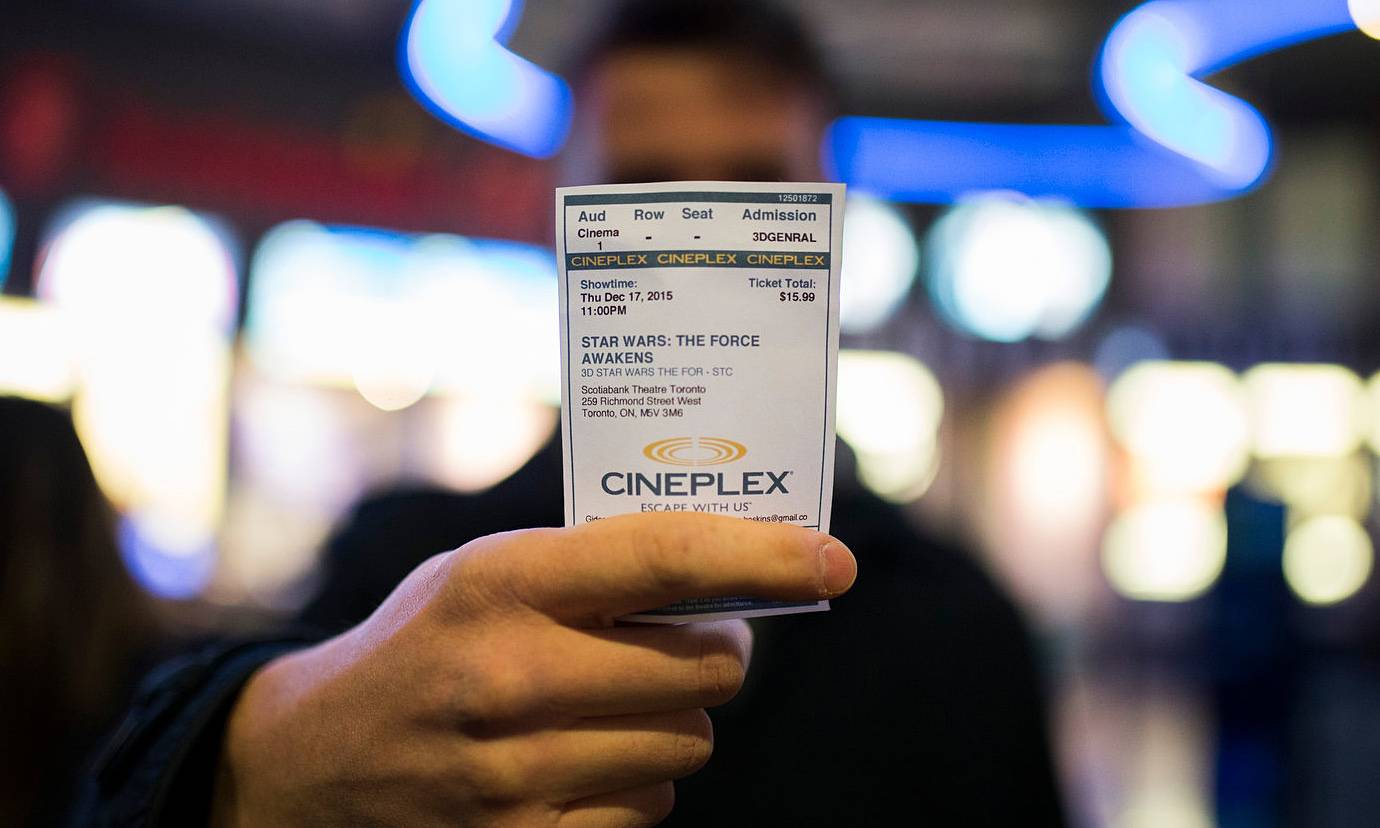 12501872
Aud Row Seat Admission
Cinema - - 3DGENRAL
1
CINEPLEX CINEPLEX CINEPLEX
Showtime: Ticket Total:
Thu Dec 17, 2015 $15.99
11:00PM
STAR WARS: THE FORCE
AWAKENS
3D STAR WARS THE FOR - STC
Scotiabank Theatre Toronto
259 Richmond Street West
Toronto, ON, M5V 3M6
CINEPLEX
ESCAPE WITH US™